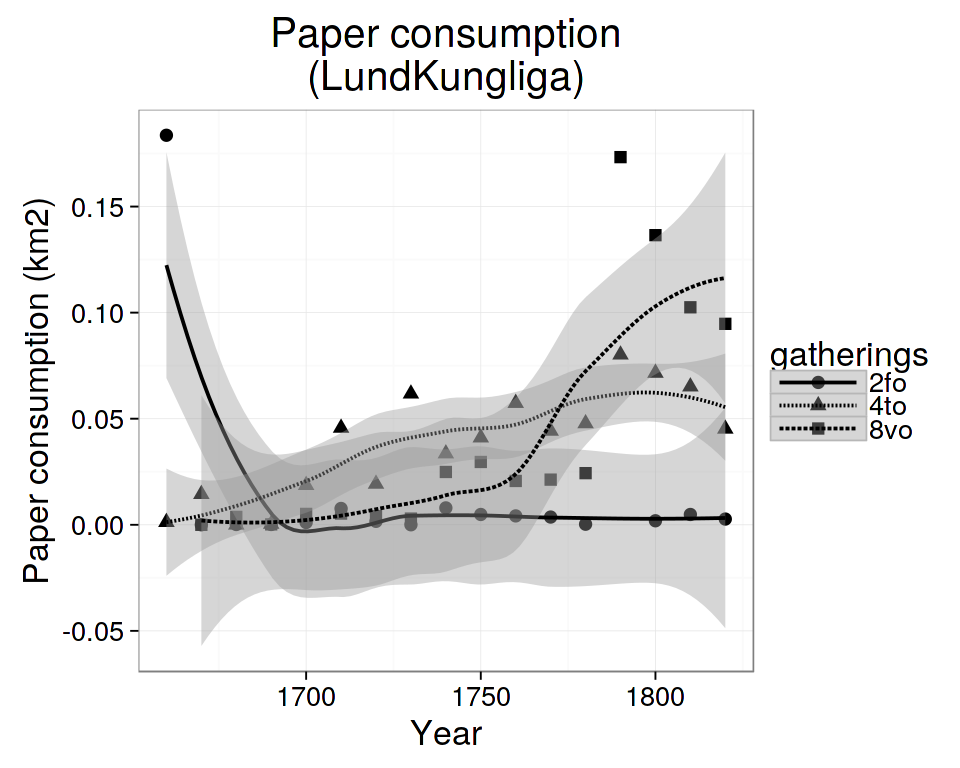 Paper consumption
(LundKungliga)
Paper consumption (km2)
0.15
0.10
0.05
0.00
-0.05
1700 1750 1800
Year
gatherings
2fo
4to
8vo